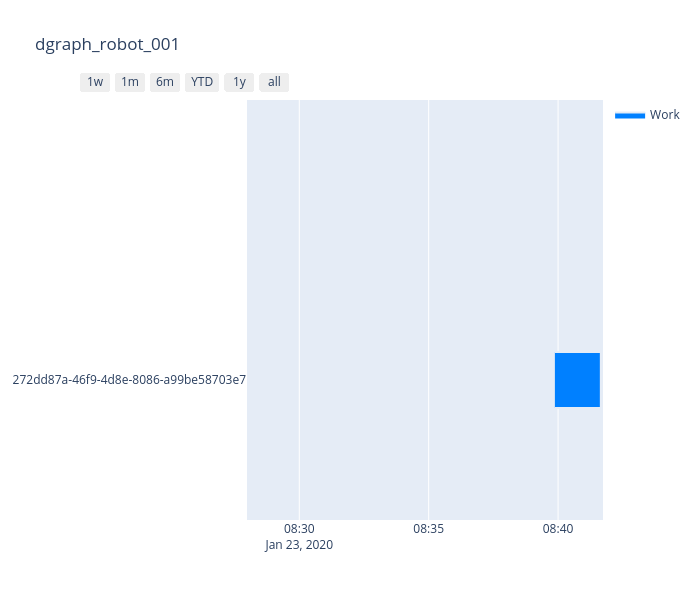 dgraph_robot_001
1w 1m 6m YTD 1y all
Work
272dd87a-46f9-4d8e-8086-a99be58703e7
08:30 08:35 08:40
Jan 23, 2020